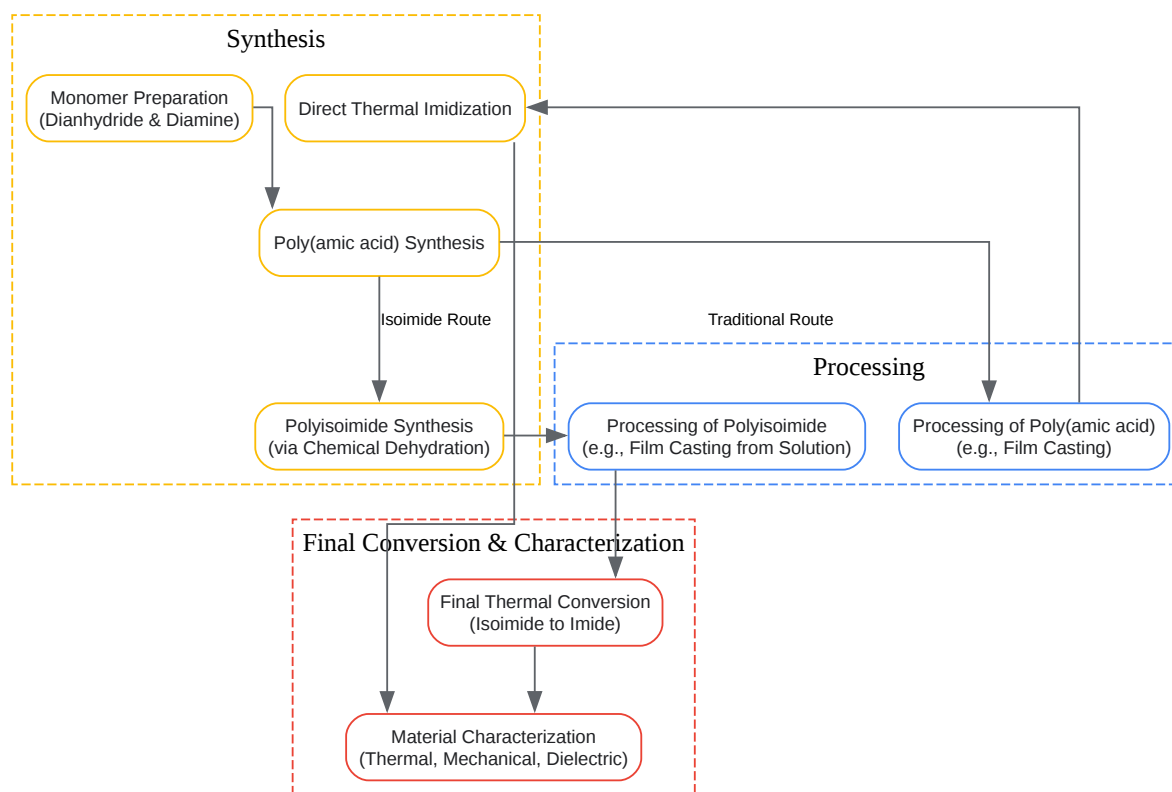 Synthesis
Monomer Preparation
(Dianhydride & Diamine)
Direct Thermal Imidization
Poly(amic acid) Synthesis
Isoimide Route
Traditional Route
Processing
Polyisoimide Synthesis
(via Chemical Dehydration)
Processing of Polyisoimide
(e.g., Film Casting from Solution)
Processing of Poly(amic acid)
(e.g., Film Casting)
Final Conversion & Characterization
Final Thermal Conversion
(Isoimide to Imide)
Material Characterization
(Thermal, Mechanical, Dielectric)